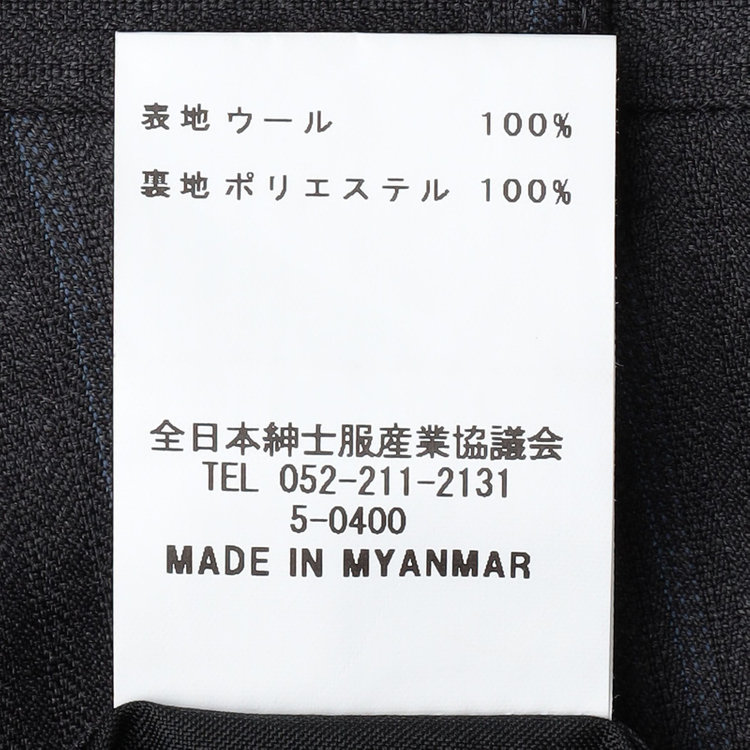 表地 ウール 100%
裏地 ポリエステル 100%
全日本紳士服産業協議会
TEL 052-211-2131
5-0400
MADE IN MYANMAR